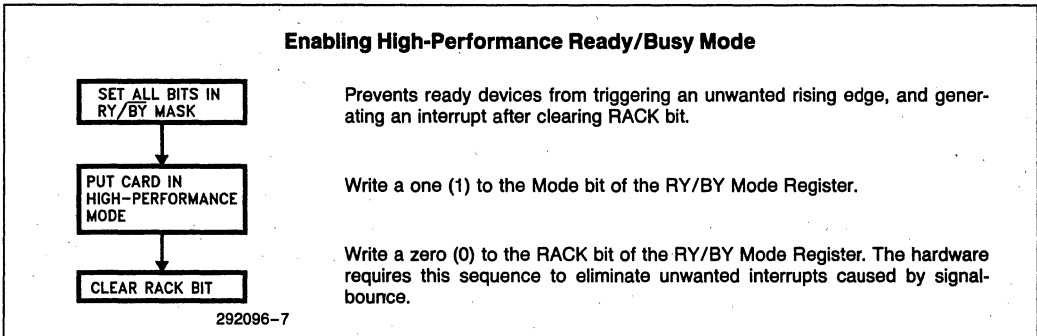 Enabling High-Performance Ready/Busy Mode
SET ALL BITS IN
RY/B̅Y̅ MASK
Prevents ready devices from triggering an unwanted rising edge, and gener-
ating an interrupt after clearing RACK bit.
PUT CARD IN
HIGH-PERFORMANCE
MODE
Write a one (1) to the Mode bit of the RY/BY Mode Register.
CLEAR RACK BIT
Write a zero (0) to the RACK bit of the RY/BY Mode Register. The hardware
requires this sequence to eliminate unwanted interrupts caused by signal-
bounce.
292096-7